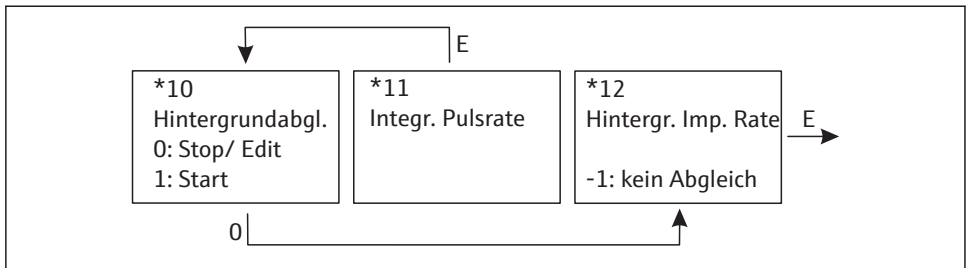 E
*10
Hintergrundabgl.
0: Stop/ Edit
1: Start
*11
Integr. Pulsrate
*12
Hintergr. Imp. Rate
-1: kein Abgleich
E
0